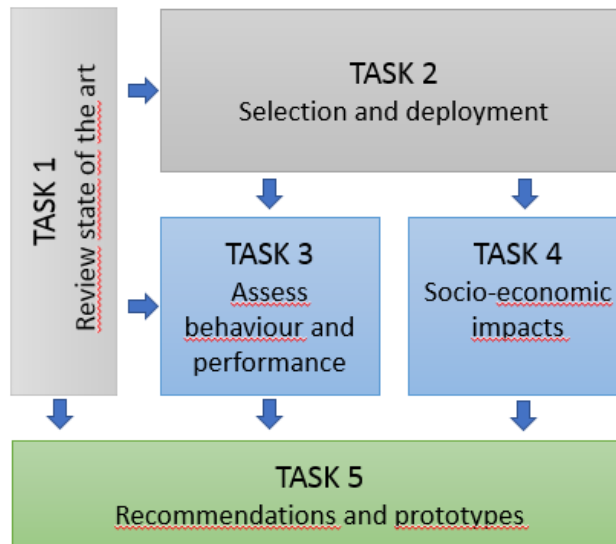 TASK 1
Review state of the art
TASK 2
Selection and deployment
TASK 3
Assess
behaviour and
performance
TASK 4
Socio-economic
impacts
TASK 5
Recommendations and prototypes